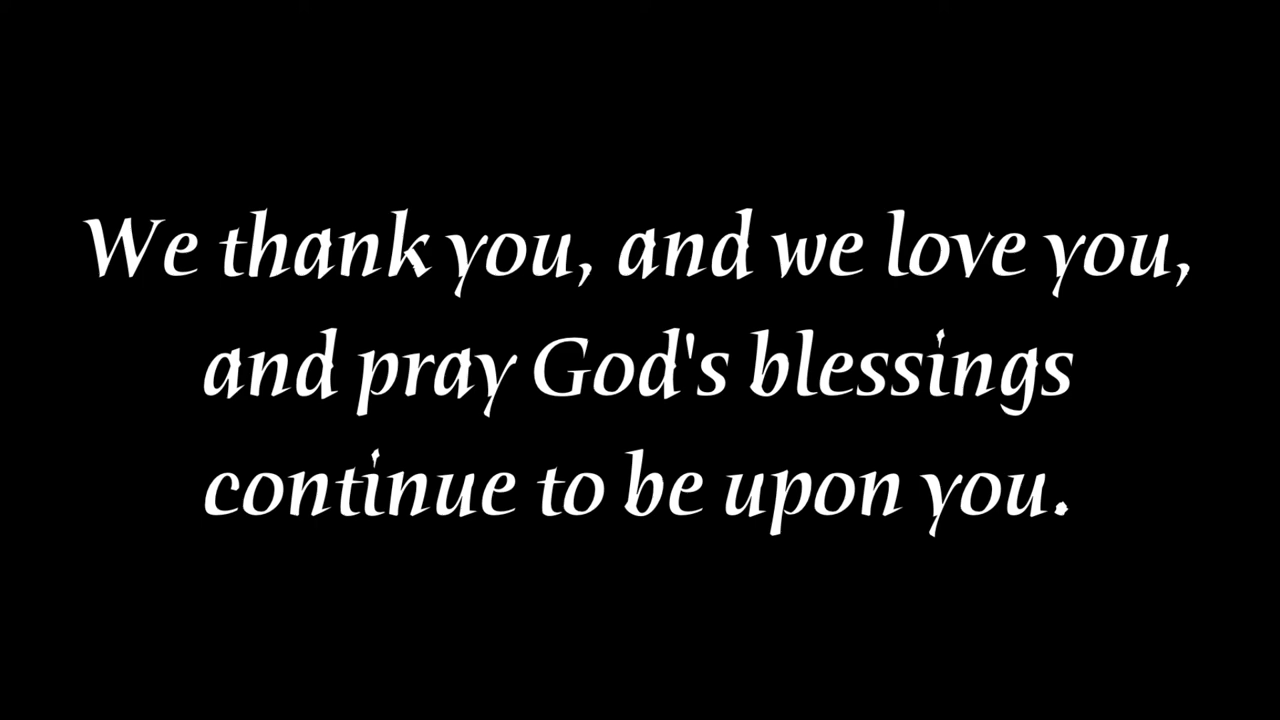 We thank you, and we love you,
and pray God's blessings
continue to be upon you.